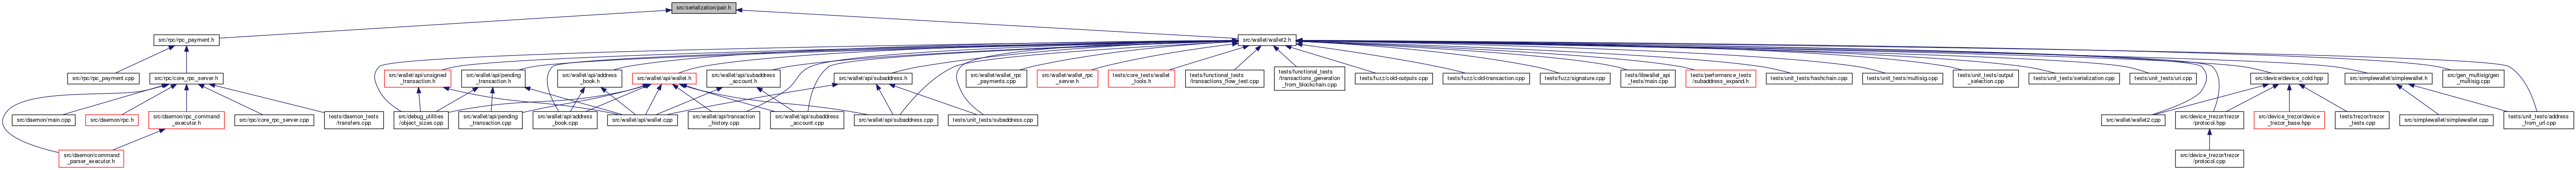 src/serialization/pair.h
src/rpc/rpc_payment.h
src/wallet/wallet2.h
src/rpc/rpc_payment.cpp
src/rpc/core_rpc_server.h
src/wallet/api/unsigned
_transaction.h
src/wallet/api/pending
_transaction.h
src/wallet/api/address
_book.h
src/wallet/api/wallet.h
src/wallet/api/subaddress
_account.h
src/wallet/api/subaddress.h
src/wallet/wallet_rpc
_payments.cpp
src/wallet/wallet_rpc
_server.h
tests/core_tests/wallet
_tools.h
tests/functional_tests
/transactions_flow_test.cpp
tests/functional_tests
/transactions_generation
_from_blockchain.cpp
tests/fuzz/cold-outputs.cpp
tests/fuzz/cold-transaction.cpp
tests/fuzz/signature.cpp
tests/libwallet_api
_tests/main.cpp
tests/performance_tests
/subaddress_expand.h
tests/unit_tests/hashchain.cpp
tests/unit_tests/multisig.cpp
tests/unit_tests/output
_selection.cpp
tests/unit_tests/serialization.cpp
tests/unit_tests/uri.cpp
src/device/device_cold.hpp
src/simplewallet/simplewallet.h
src/gen_multisig/gen
_multisig.cpp
src/daemon/main.cpp
src/daemon/rpc.h
src/daemon/rpc_command
_executor.h
src/rpc/core_rpc_server.cpp
tests/daemon_tests
/transfers.cpp
src/debug_utilities
/object_sizes.cpp
src/wallet/api/pending
_transaction.cpp
src/wallet/api/address
_book.cpp
src/wallet/api/wallet.cpp
src/wallet/api/transaction
_history.cpp
src/wallet/api/subaddress
_account.cpp
src/wallet/api/subaddress.cpp
tests/unit_tests/subaddress.cpp
src/wallet/wallet2.cpp
src/device_trezor/trezor
/protocol.hpp
src/device_trezor/device
_trezor_base.hpp
tests/trezor/trezor
_tests.cpp
src/simplewallet/simplewallet.cpp
tests/unit_tests/address
_from_url.cpp
src/daemon/command
_parser_executor.h
src/device_trezor/trezor
/protocol.cpp